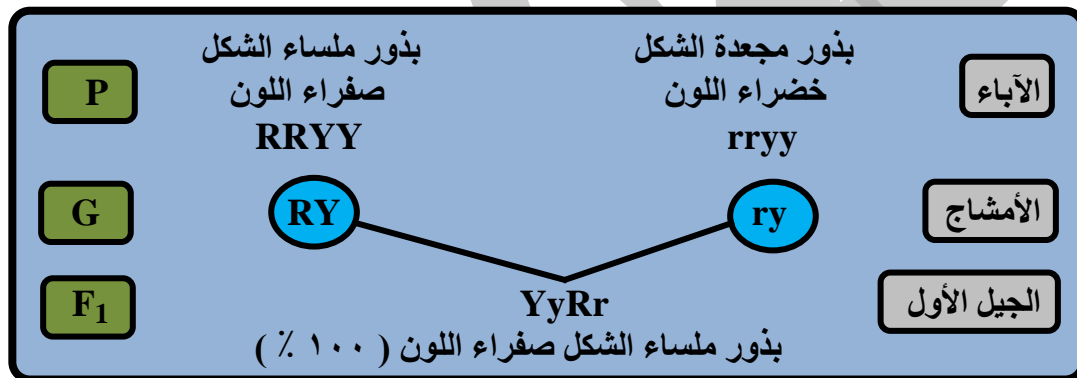 بذور مجعدة الشكل
خضراء اللون
rryy
بذور ملساء الشكل
صفراء اللون
RRYY
الآباء
P
الأمشاج
ry
RY
G
الجيل الأول
YyRr
F1
بذور ملساء الشكل صفراء اللون ( ١٠٠ ٪ )